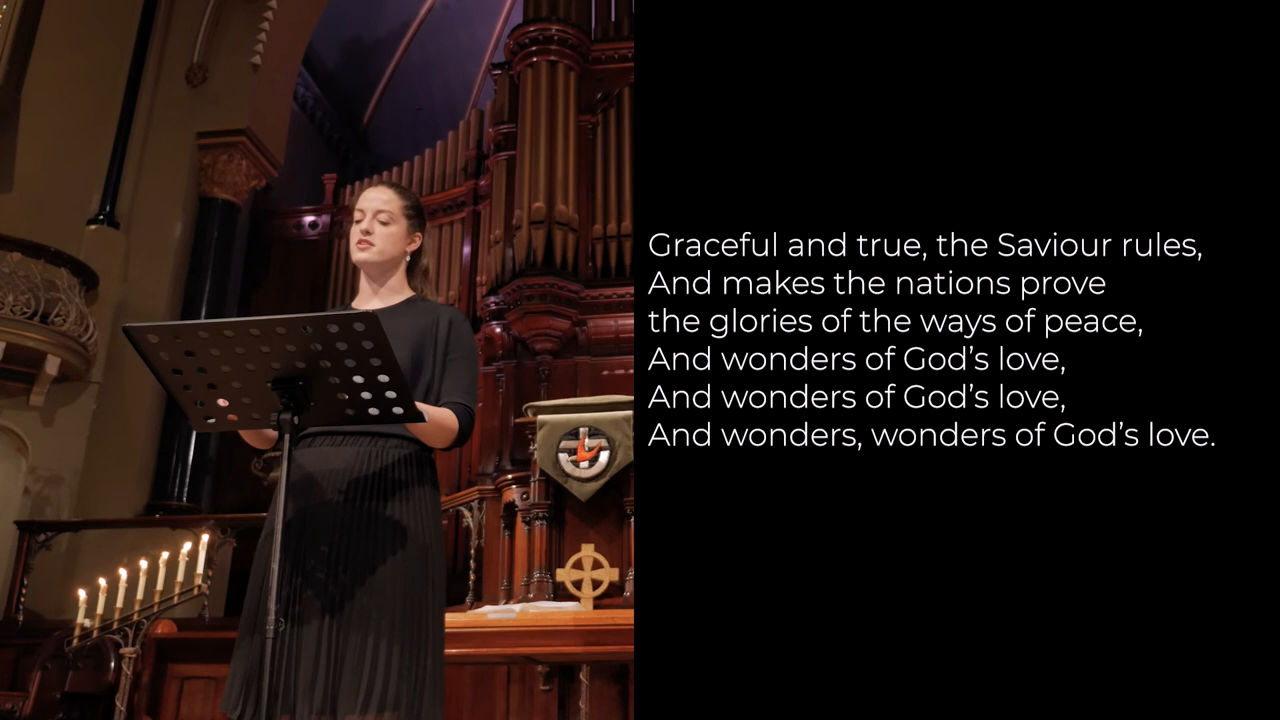 Graceful and true, the Saviour rules,
And makes the nations prove
the glories of the ways of peace,
And wonders of God’s love,
And wonders of God’s love,
And wonders, wonders of God’s love.